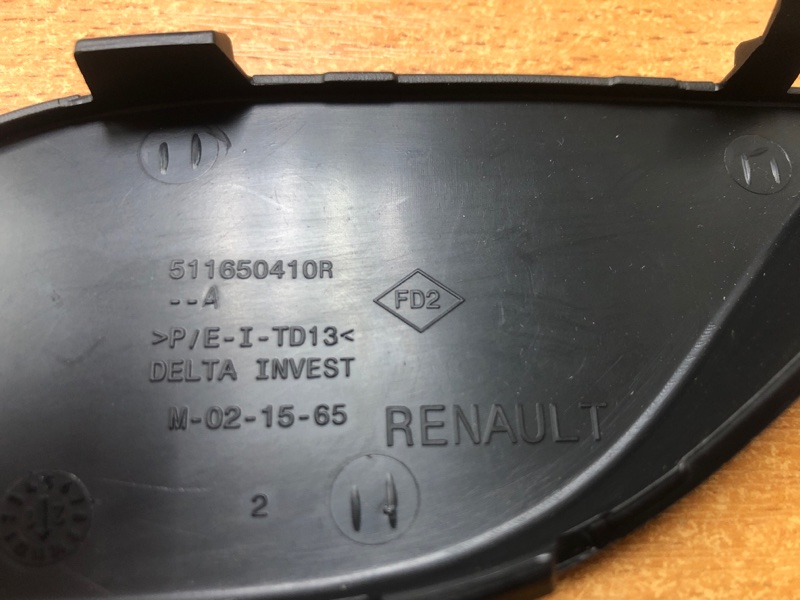 511650410R
--A
FD2
>P/E-I-TD13<
DELTA INVEST
M-02-15-65
RENAULT
2